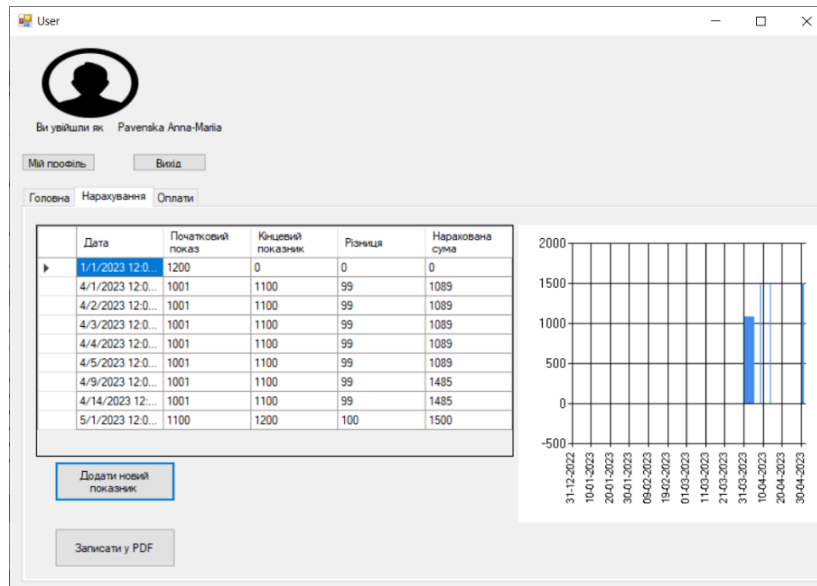 User
Ви увійшли як Pavenska Anna-Mariia
Мій профіль Вихід
Головна Нарахування Оплати
Дата Початковий показ Кінцевий показник Різниця Нарахована сума
1/1/2023 12:0... 1200 0 0 0
4/1/2023 12:0... 1001 1100 99 1089
4/2/2023 12:0... 1001 1100 99 1089
4/3/2023 12:0... 1001 1100 99 1089
4/4/2023 12:0... 1001 1100 99 1089
4/5/2023 12:0... 1001 1100 99 1089
4/9/2023 12:0... 1001 1100 99 1485
4/14/2023 12:... 1001 1100 99 1485
5/1/2023 12:0... 1100 1200 100 1500
Додати новий
показник
Записати у PDF
2000
1500
1000
500
0
-500
31-12-2022
10-01-2023
20-01-2023
30-01-2023
09-02-2023
19-02-2023
01-03-2023
11-03-2023
21-03-2023
31-03-2023
10-04-2023
20-04-2023
30-04-2023